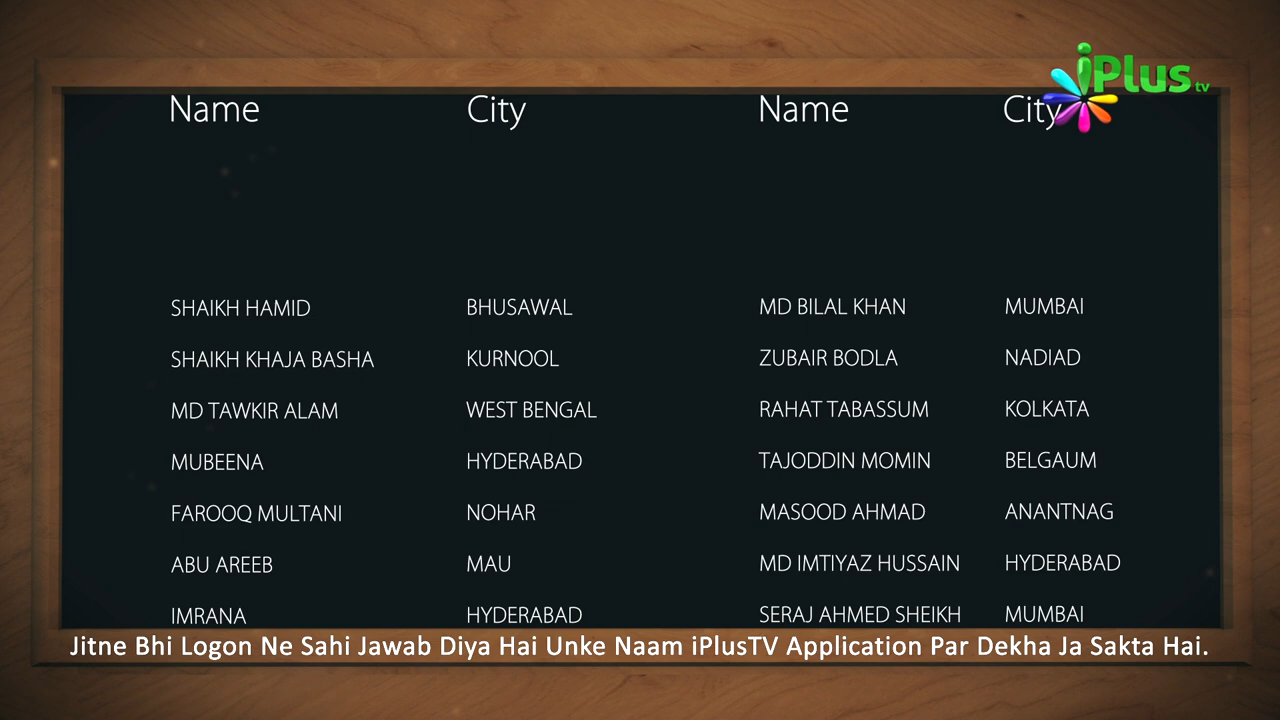 iPlus tv
Name City Name City
SHAIKH HAMID BHUSAWAL MD BILAL KHAN MUMBAI
SHAIKH KHAJA BASHA KURNOOL ZUBAIR BODLA NADIAD
MD TAWKIR ALAM WEST BENGAL RAHAT TABASSUM KOLKATA
MUBEENA HYDERABAD TAJODDIN MOMIN BELGAUM
FAROOQ MULTANI NOHAR MASOOD AHMAD ANANTNAG
ABU AREEB MAU MD IMTIYAZ HUSSAIN HYDERABAD
IMRANA HYDERABAD SERAJ AHMED SHEIKH MUMBAI
Jitne Bhi Logon Ne Sahi Jawab Diya Hai Unke Naam iPlusTV Application Par Dekha Ja Sakta Hai.